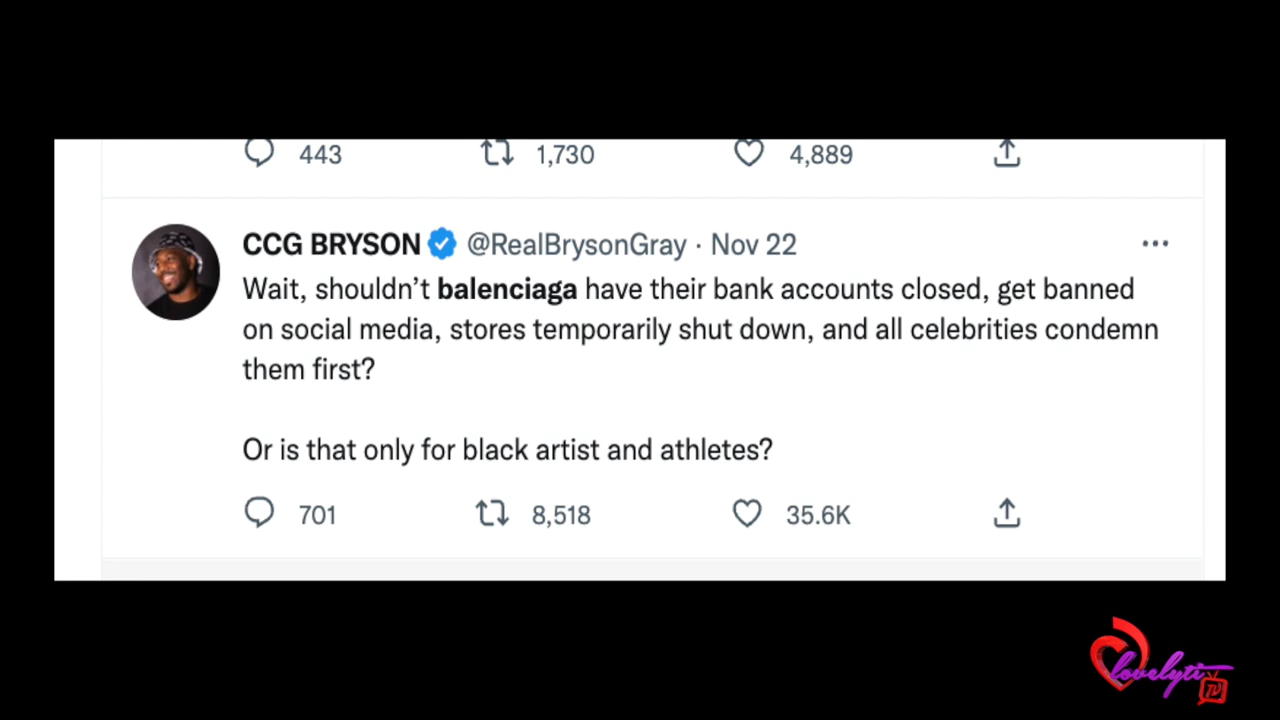 443 1,730 4,889
CCG BRYSON @RealBrysonGray · Nov 22
Wait, shouldn’t balenciaga have their bank accounts closed, get banned
on social media, stores temporarily shut down, and all celebrities condemn
them first?
Or is that only for black artist and athletes?
701 8,518 35.6K
lovelyti
TV